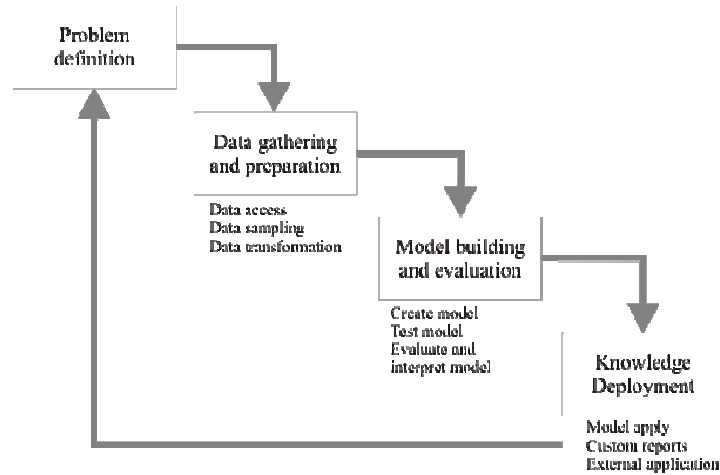 Problem
definition
Data gathering
and preparation
Data access
Data sampling
Data transformation
Model building
and evaluation
Create model
Test model
Evaluate and
interpret model
Knowledge
Deployment
Model apply
Custom reports
External application